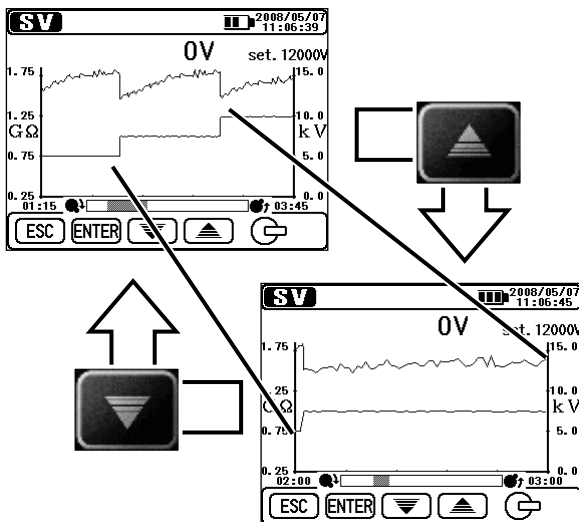 SV
2008/05/07
11:06:39
0V
set. 12000V
1.75
15.0
1.25
10.0
GΩ
kV
0.75
5.0
0.25
0.0
01:15
03:45
ESC ENTER
SV
2008/05/07
11:06:45
0V
set. 12000V
1.75
15.0
.25
10.0
GΩ
kV
0.75
5.0
0.25
0.0
02:00
03:00
ESC ENTER